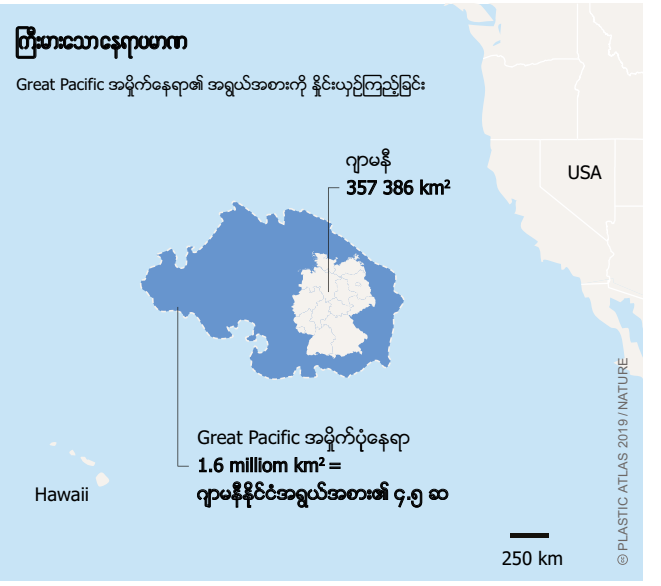 ကြီးမားသောနေရာပမာဏ
Great Pacific အမှိုက်နေရာ၏ အရွယ်အစားကို နှိုင်းယှဉ်ကြည့်ခြင်း
ဂျာမနီ
357 386 km²
USA
Great Pacific အမှိုက်ပုံနေရာ
1.6 milliom km² =
ဂျာမနီနိုင်ငံအရွယ်အစား၏ ၄.၅ ဆ
Hawaii
250 km
© PLASTIC ATLAS 2019 / NATURE